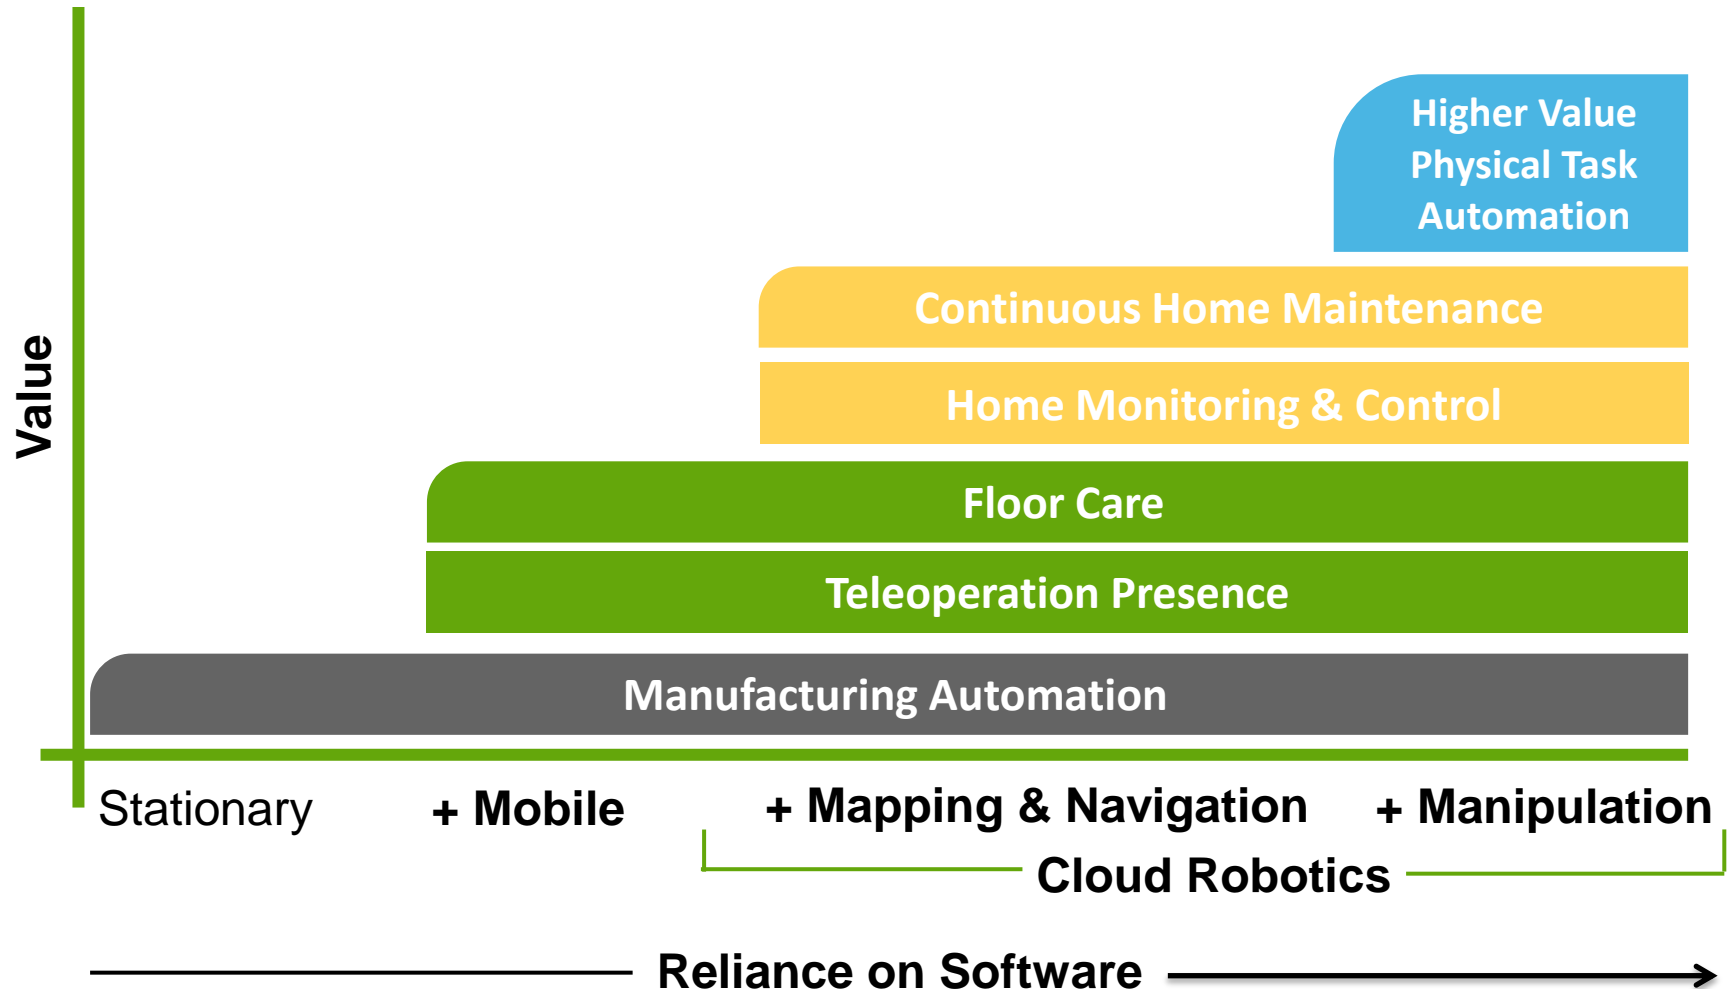 Value
Higher Value
Physical Task
Automation
Continuous Home Maintenance
Home Monitoring & Control
Floor Care
Teleoperation Presence
Manufacturing Automation
Stationary
+ Mobile
+ Mapping & Navigation
+ Manipulation
Cloud Robotics
Reliance on Software